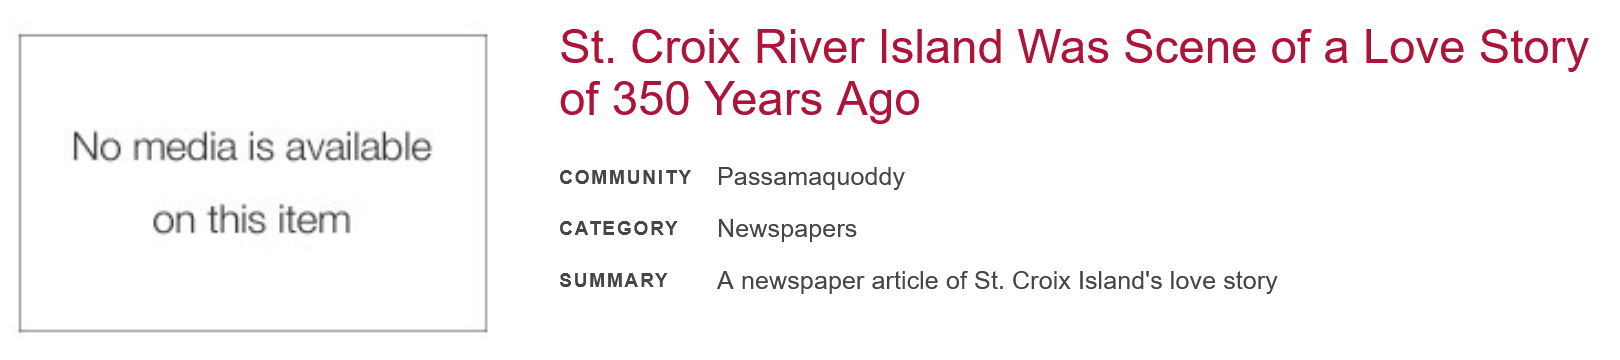 No media is available
on this item
St. Croix River Island Was Scene of a Love Story
of 350 Years Ago
COMMUNITY Passamaquoddy
CATEGORY Newspapers
SUMMARY A newspaper article of St. Croix Island's love story